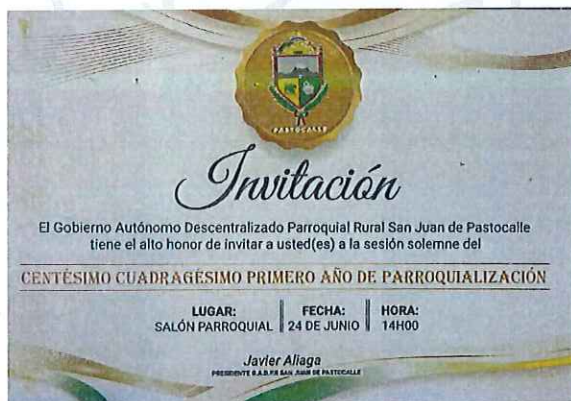 PASTOCALLE
Invitación
El Gobierno Autónomo Descentralizado Parroquial Rural San Juan de Pastocalle
tiene el alto honor de invitar a usted(es) a la sesión solemne del
CENTÉSIMO CUADRAGÉSIMO PRIMERO AÑO DE PARROQUIALIZACIÓN
LUGAR: FECHA: HORA:
SALÓN PARROQUIAL 24 DE JUNIO 14H00
Javier Aliaga
PRESIDENTE G.A.D.P.R SAN JUAN DE PASTOCALLE